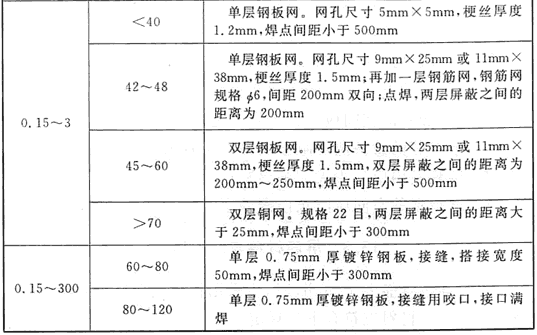 0.15～3
<40
单层钢板网。网孔尺寸 5mm×5mm,梗丝厚度
1.2mm,焊点间距小于 500mm
42～48
单层钢板网。网孔尺寸 9mm×25mm 或 11mm×
38mm,梗丝厚度 1.5mm;再加一层钢筋网,钢筋网
规格 ϕ6,间距 200mm 双向;点焊,两层屏蔽之间的
距离为 200mm
45～60
双层钢板网。网孔尺寸 9mm×25mm 或 11mm×
38mm,梗丝厚度 1.5mm,双层屏蔽之间的距离为
200mm～250mm,焊点间距小于 500mm
>70
双层铜网。规格 22 目,两层屏蔽之间的距离大
于 25mm,焊点间距小于 300mm
0.15～300
60～80
单层 0.75mm 厚镀锌钢板,接缝,搭接宽度
50mm,焊点间距小于 300mm
80～120
单层 0.75mm 厚镀锌钢板,接缝用咬口,接口满
焊